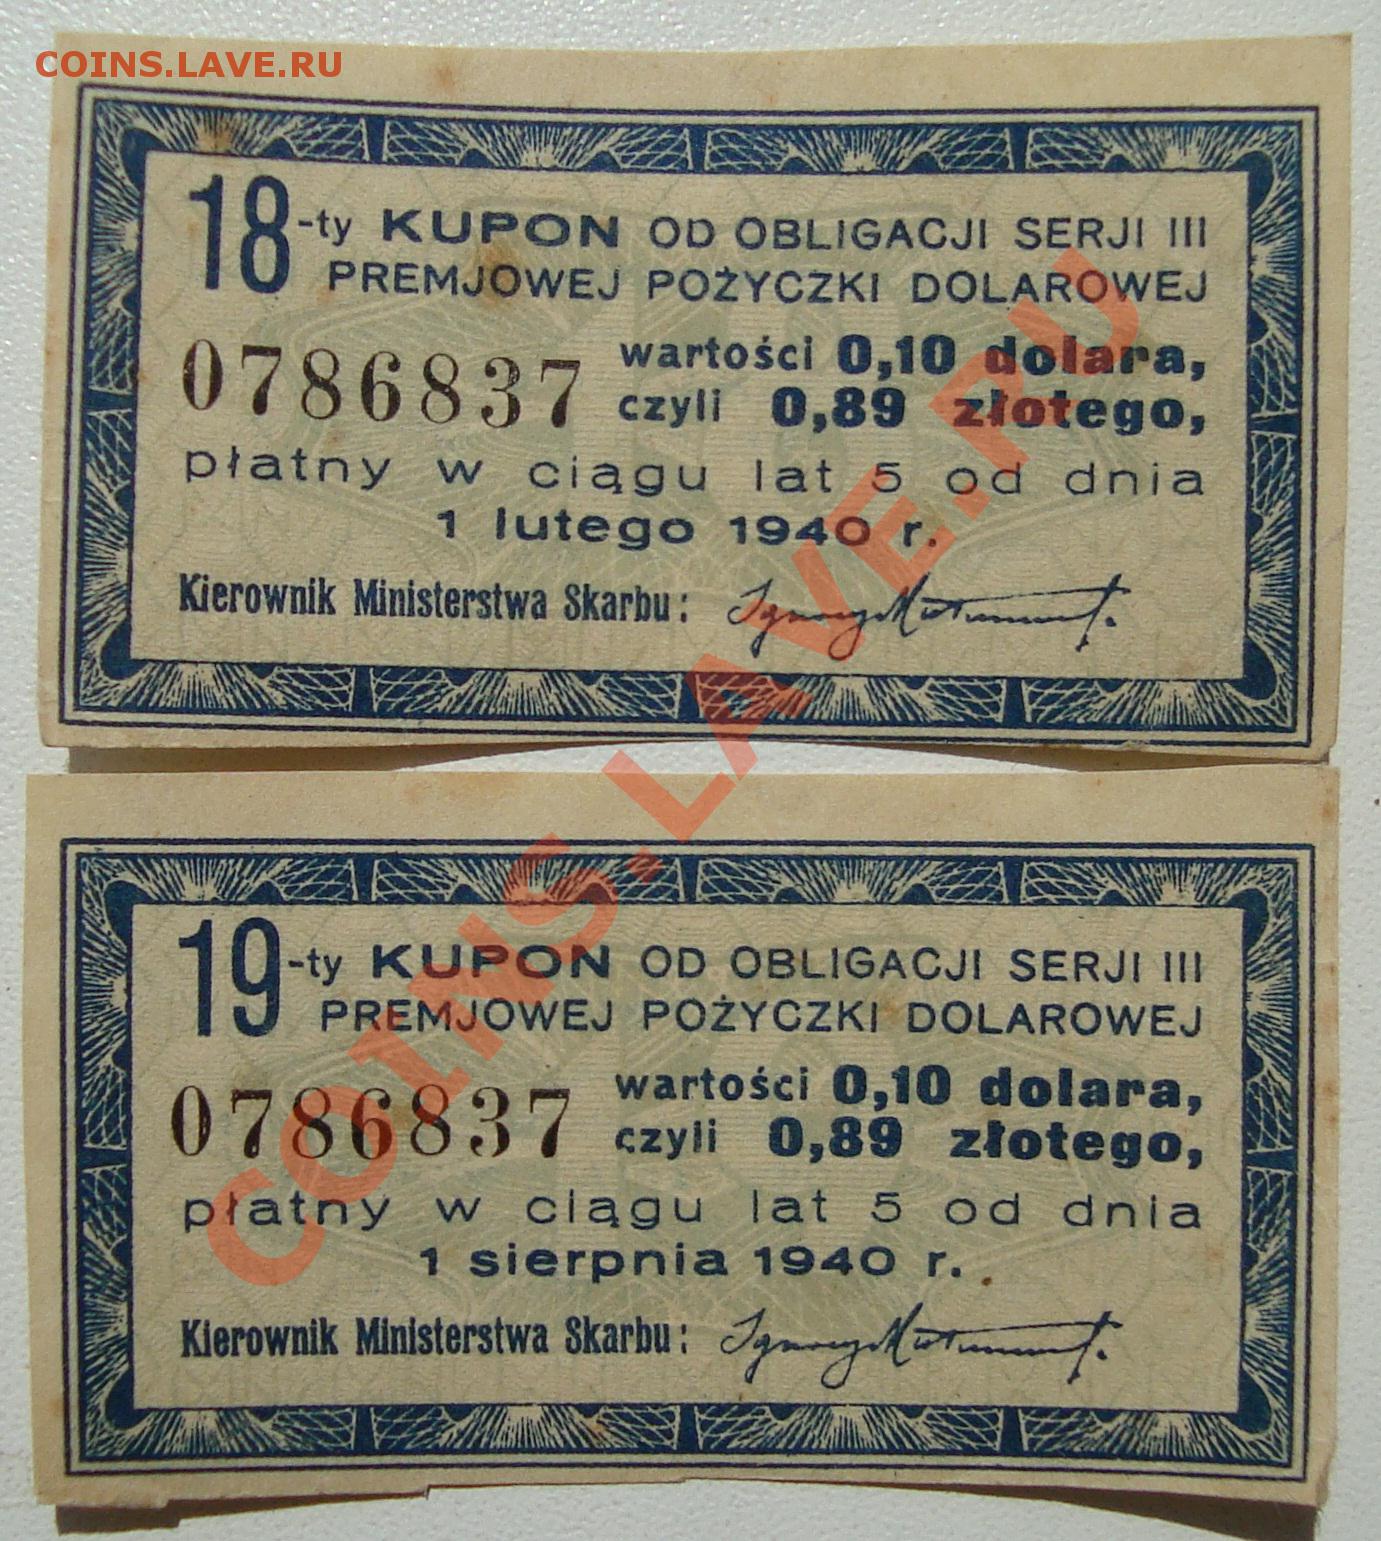 COINS.LAVE.RU
18-ty KUPON OD OBLIGACJI SERJI III
PREMJOWEJ POŻYCZKI DOLAROWEJ
0786837
wartości 0,10 dolara,
czyli 0,89 złotego,
płatny w ciągu lat 5 od dnia
1 lutego 1940 r.
Kierownik Ministerstwa Skarbu:
COINS.LAVE.RU
19-ty KUPON OD OBLIGACJI SERJI III
PREMJOWEJ POŻYCZKI DOLAROWEJ
0786837
wartości 0,10 dolara,
czyli 0,89 złotego,
płatny w ciągu lat 5 od dnia
1 sierpnia 1940 r.
Kierownik Ministerstwa Skarbu: